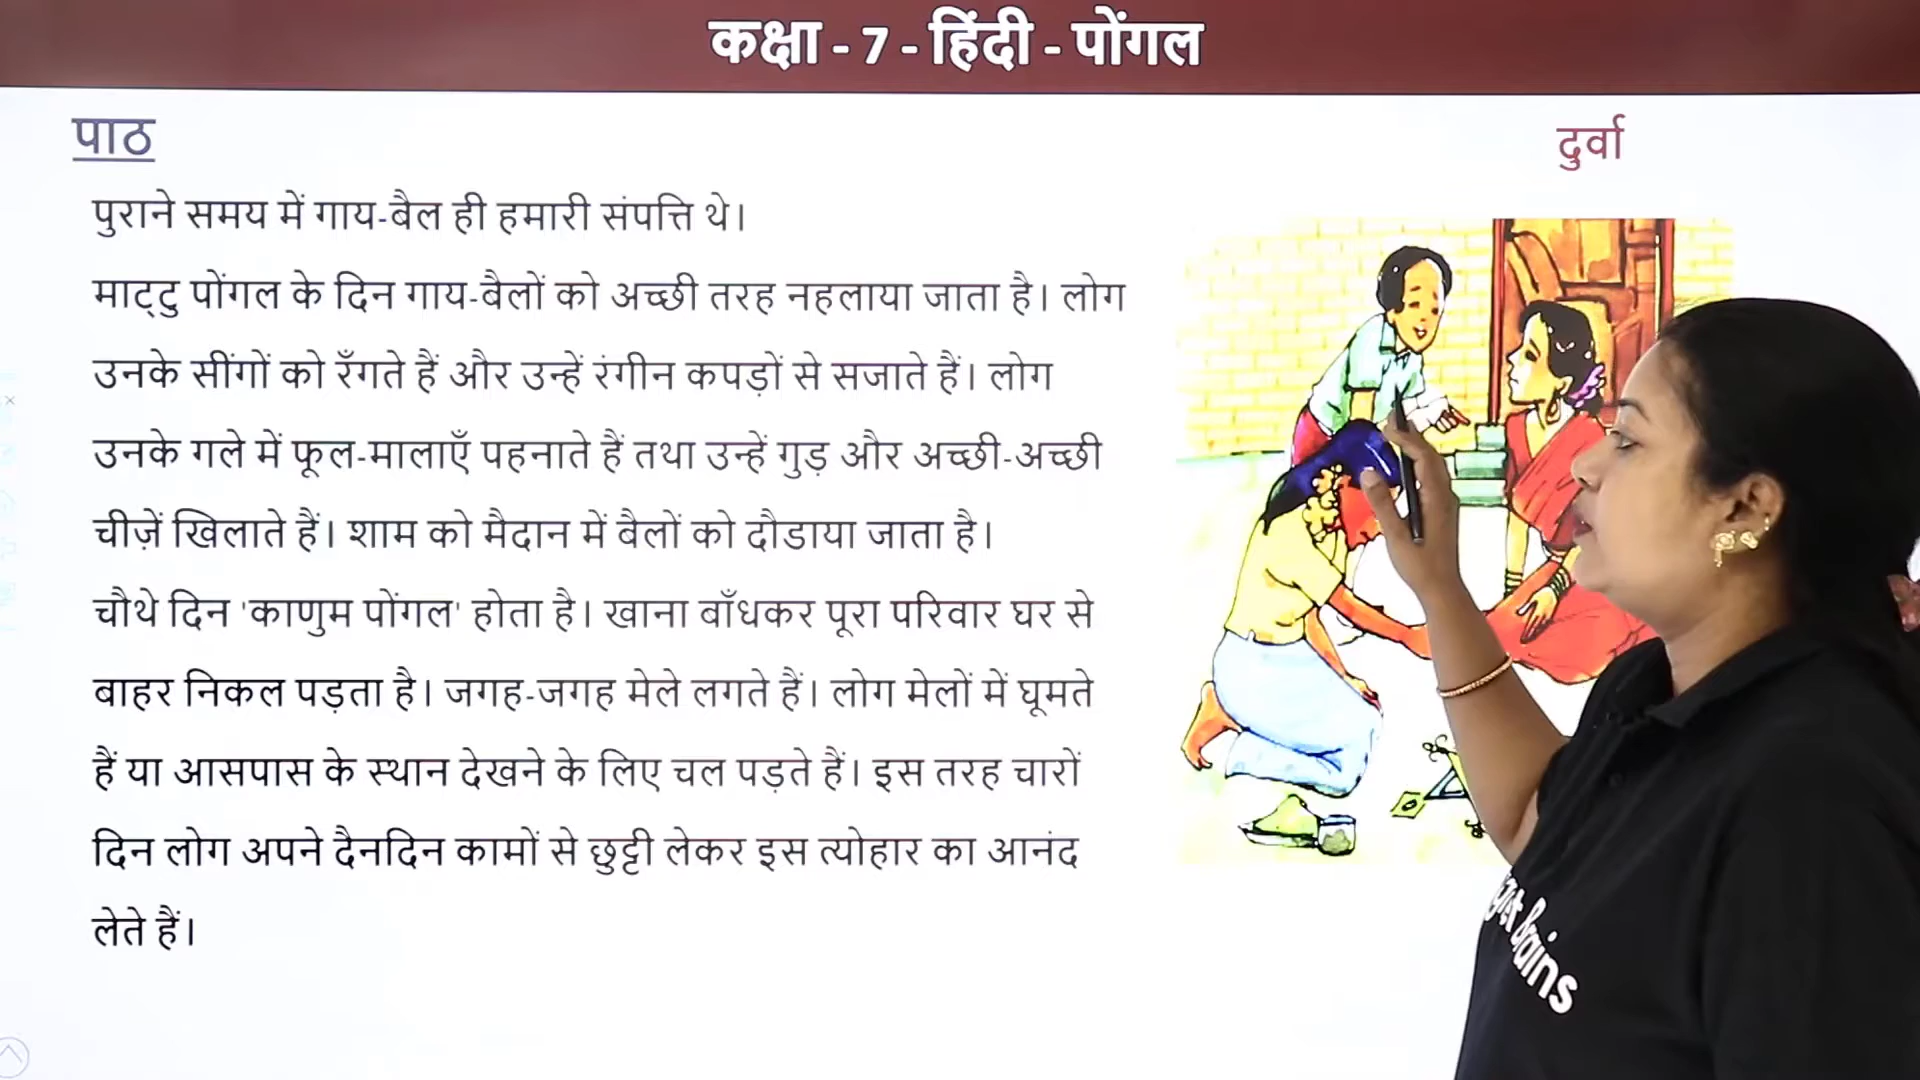 कक्षा - 7 - हिंदी - पोंगल
पाठ
दुर्वा
पुराने समय में गाय-बैल ही हमारी संपत्ति थे।
माट्टु पोंगल के दिन गाय-बैलों को अच्छी तरह नहलाया जाता है। लोग
उनके सींगों को रँगते हैं और उन्हें रंगीन कपड़ों से सजाते हैं। लोग
उनके गले में फूल-मालाएँ पहनाते हैं तथा उन्हें गुड़ और अच्छी-अच्छी
चीज़ें खिलाते हैं। शाम को मैदान में बैलों को दौडाया जाता है।
चौथे दिन 'काणुम पोंगल' होता है। खाना बाँधकर पूरा परिवार घर से
बाहर निकल पड़ता है। जगह-जगह मेले लगते हैं। लोग मेलों में घूमते
हैं या आसपास के स्थान देखने के लिए चल पड़ते हैं। इस तरह चारों
दिन लोग अपने दैनदिन कामों से छुट्टी लेकर इस त्योहार का आनंद
लेते हैं।
Brains